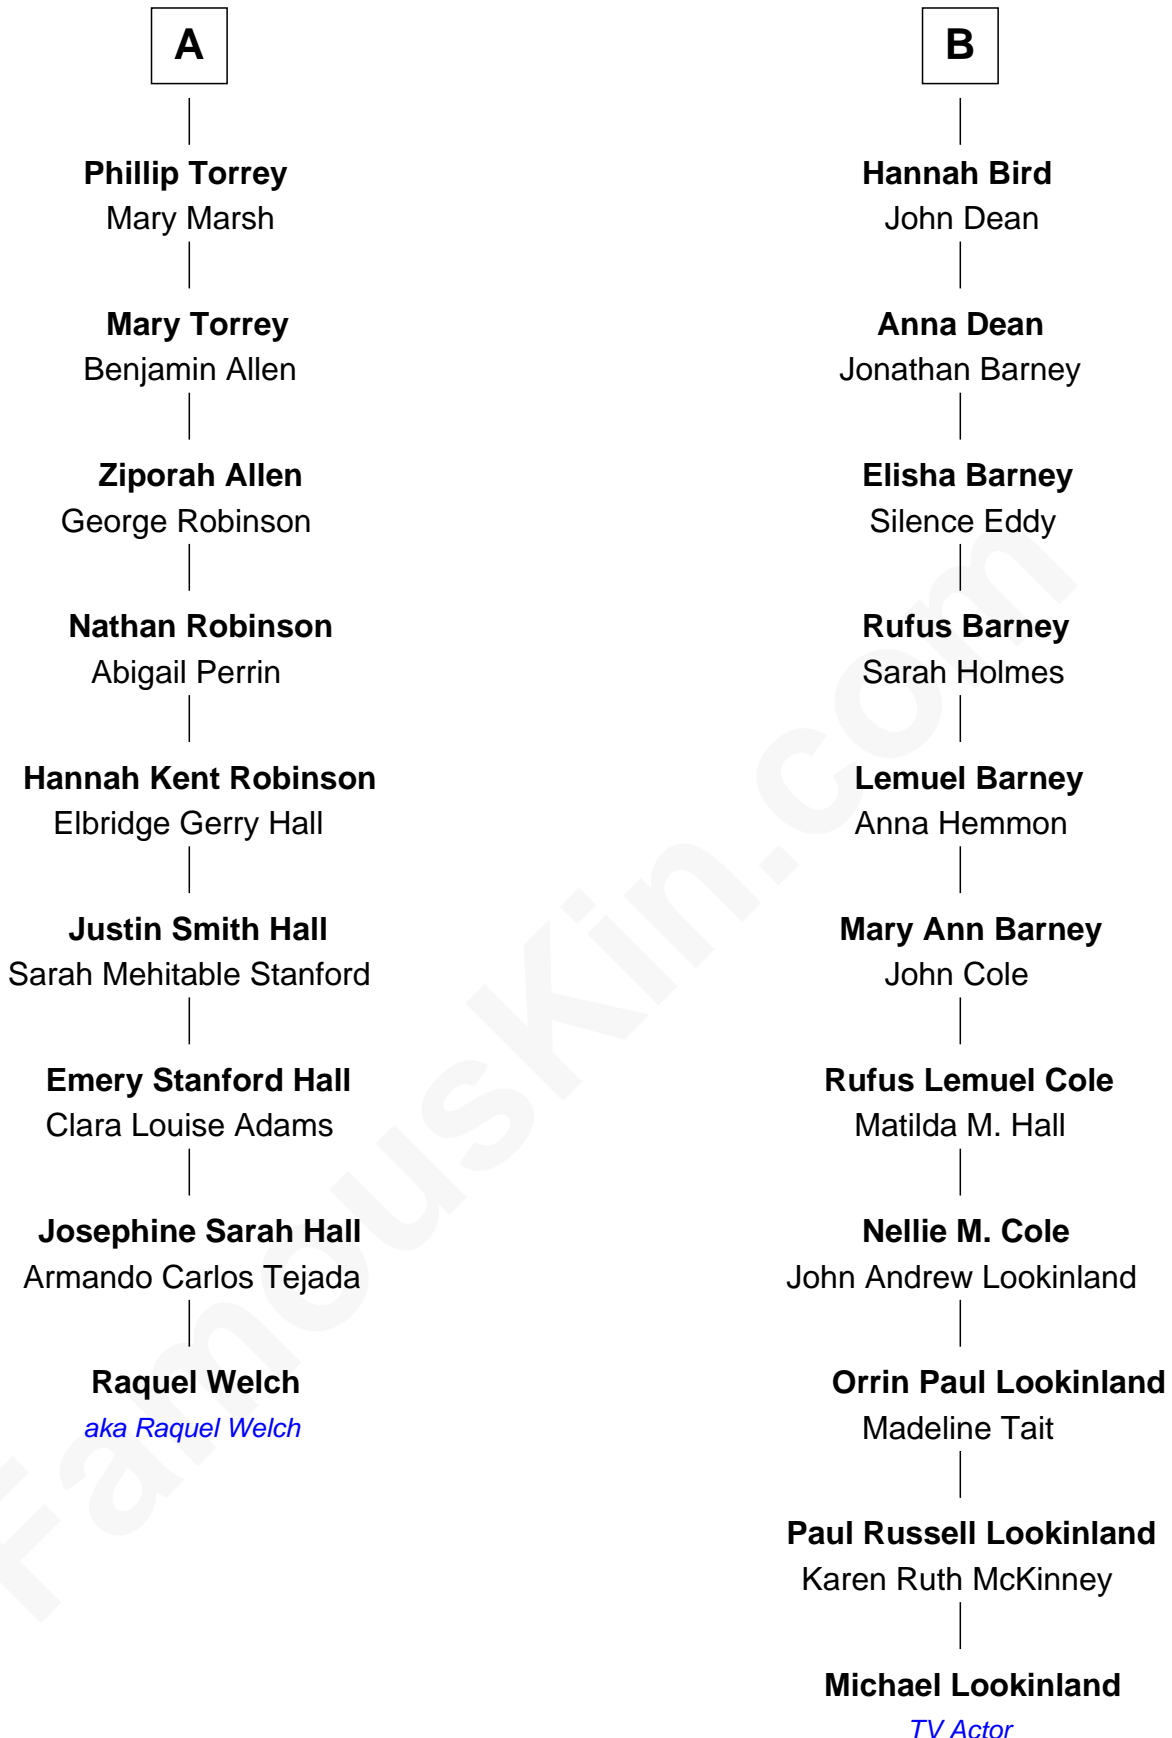 A
Phillip Torrey
Mary Marsh
Mary Torrey
Benjamin Allen
Ziporah Allen
George Robinson
Nathan Robinson
Abigail Perrin
Hannah Kent Robinson
Elbridge Gerry Hall
Justin Smith Hall
Sarah Mehitable Stanford
Emery Stanford Hall
Clara Louise Adams
Josephine Sarah Hall
Armando Carlos Tejada
Raquel Welch
aka Raquel Welch
B
Hannah Bird
John Dean
Anna Dean
Jonathan Barney
Elisha Barney
Silence Eddy
Rufus Barney
Sarah Holmes
Lemuel Barney
Anna Hemmon
Mary Ann Barney
John Cole
Rufus Lemuel Cole
Matilda M. Hall
Nellie M. Cole
John Andrew Lookinland
Orrin Paul Lookinland
Madeline Tait
Paul Russell Lookinland
Karen Ruth McKinney
Michael Lookinland
TV Actor
FamousKin.com